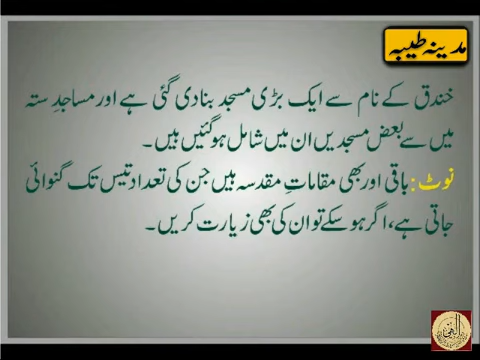 مدینہ طیبہ
خندق کے نام سے ایک بڑی مسجد بنادی گئی ہے اور مساجدِ ستہ
میں سے بعض مسجدیں ان میں شامل ہوگئیں ہیں۔
نوٹ: باقی اور بھی مقاماتِ مقدسہ ہیں جن کی تعداد تیس تک گنوائی
جاتی ہے، اگر ہو سکے تو ان کی بھی زیارت کریں۔